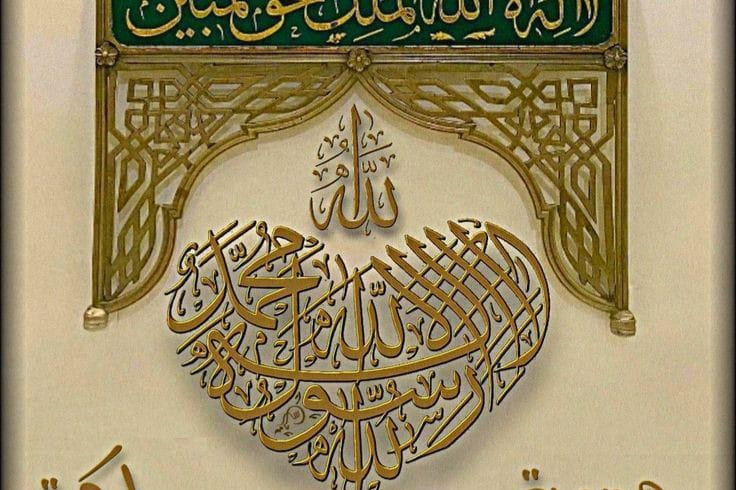 لا إله إلا الله الملك الحق المبين
الله
لا إله إلا الله محمد رسول الله